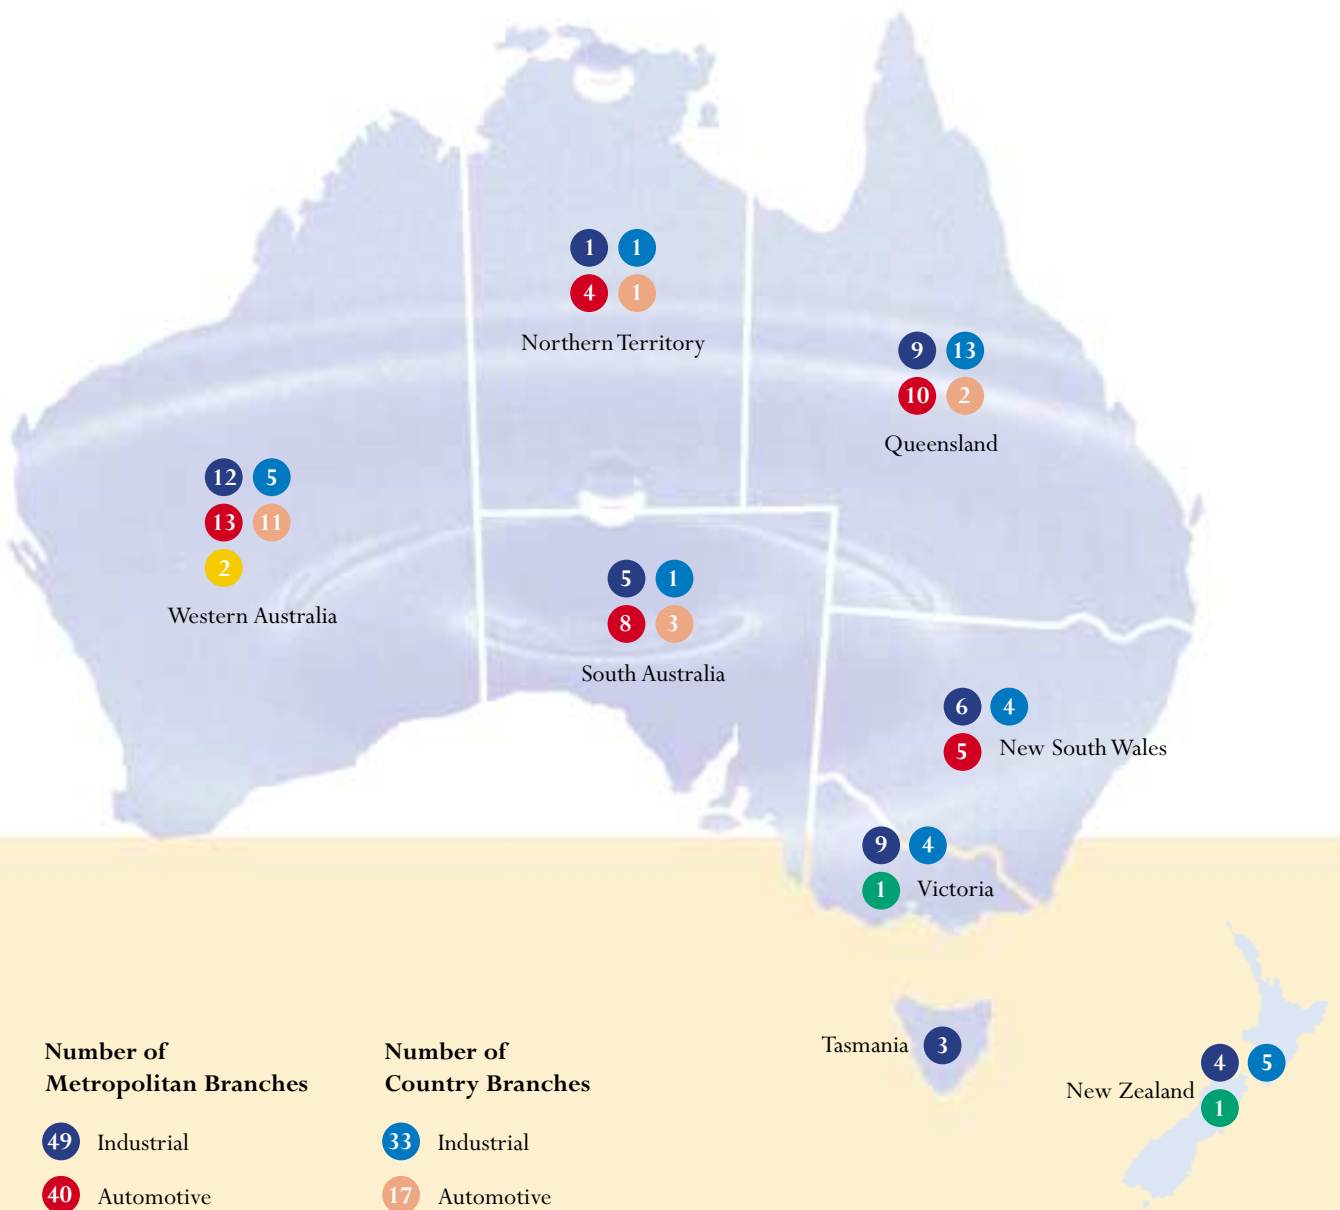 1 1
4 1
Northern Territory
9 13
10 2
Queensland
12 5
13 11
2
Western Australia
5 1
8 3
South Australia
6 4
5 New South Wales
9 4
1 Victoria
Tasmania 3
4 5
New Zealand
1
Number of
Metropolitan Branches
49 Industrial
40 Automotive
Number of
Country Branches
33 Industrial
17 Automotive